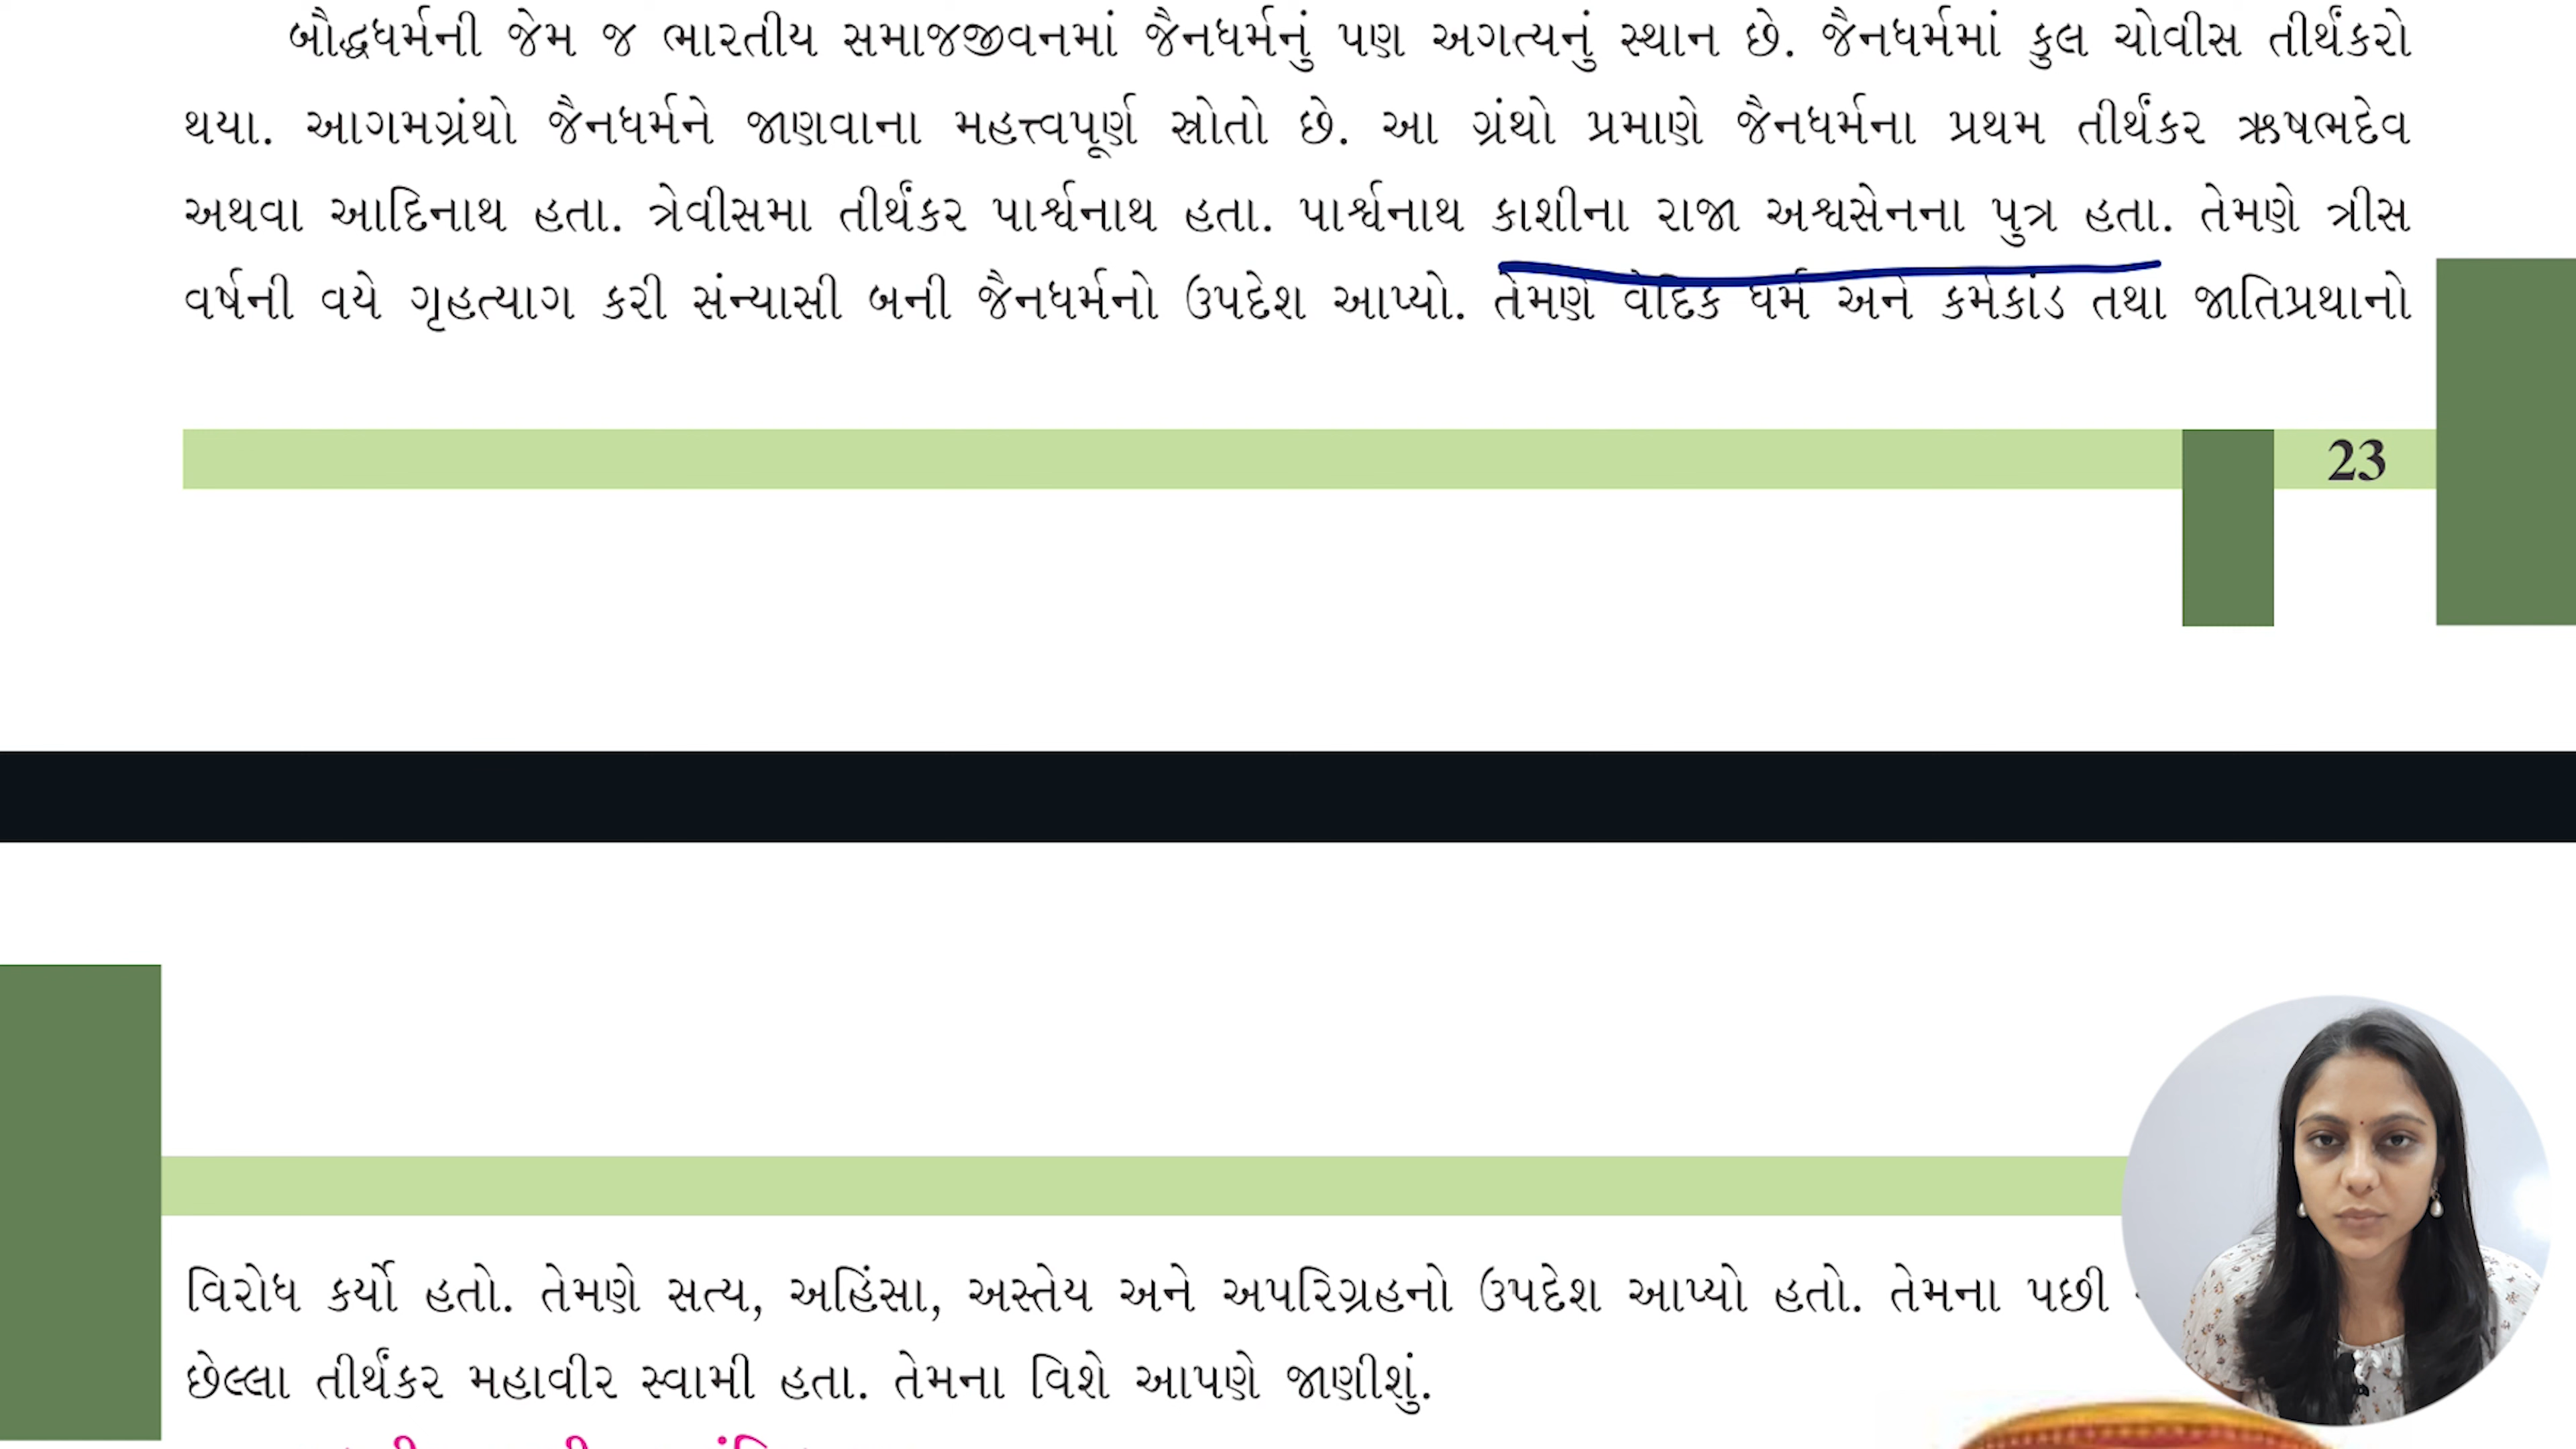 બૌદ્ધધર્મની જેમ જ ભારતીય સમાજજીવનમાં જૈનધર્મનું પણ અગત્યનું સ્થાન છે. જૈનધર્મમાં કુલ ચોવીસ તીર્થંકરો
થયા. આગમગ્રંથો જૈનધર્મને જાણવાના મહત્ત્વપૂર્ણ સ્રોતો છે. આ ગ્રંથો પ્રમાણે જૈનધર્મના પ્રથમ તીર્થંકર ઋષભદેવ
અથવા આદિનાથ હતા. ત્રેવીસમા તીર્થંકર પાર્શ્વનાથ હતા. પાર્શ્વનાથ કાશીના રાજા અશ્વસેનના પુત્ર હતા. તેમણે ત્રીસ
વર્ષની વયે ગૃહત્યાગ કરી સંન્યાસી બની જૈનધર્મનો ઉપદેશ આપ્યો. તેમણે વૈદિક ધર્મ અને કર્મકાંડ તથા જાતિપ્રથાનો
23
વિરોધ કર્યો હતો. તેમણે સત્ય, અહિંસા, અસ્તેય અને અપરિગ્રહનો ઉપદેશ આપ્યો હતો. તેમના પછી
છેલ્લા તીર્થંકર મહાવીર સ્વામી હતા. તેમના વિશે આપણે જાણીશું.